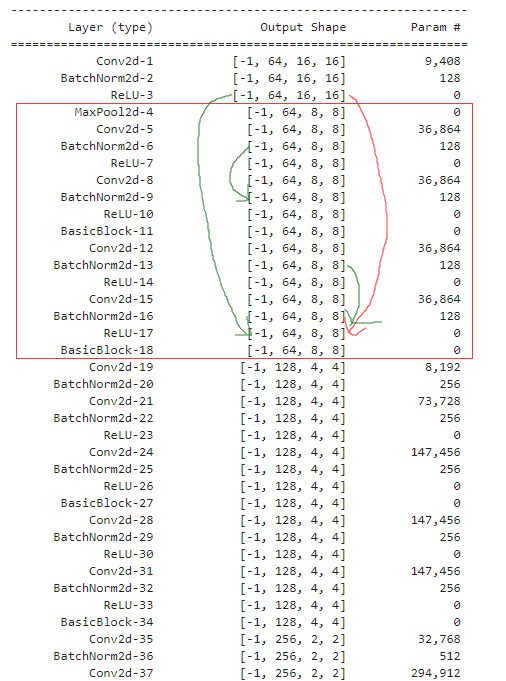 Layer (type) Output Shape Param #
Conv2d-1 [-1, 64, 16, 16] 9,408
BatchNorm2d-2 [-1, 64, 16, 16] 128
ReLU-3 [-1, 64, 16, 16] 0
MaxPool2d-4 [-1, 64, 8, 8] 0
Conv2d-5 [-1, 64, 8, 8] 36,864
BatchNorm2d-6 [-1, 64, 8, 8] 128
ReLU-7 [-1, 64, 8, 8] 0
Conv2d-8 [-1, 64, 8, 8] 36,864
BatchNorm2d-9 [-1, 64, 8, 8] 128
ReLU-10 [-1, 64, 8, 8] 0
BasicBlock-11 [-1, 64, 8, 8] 0
Conv2d-12 [-1, 64, 8, 8] 36,864
BatchNorm2d-13 [-1, 64, 8, 8] 128
ReLU-14 [-1, 64, 8, 8] 0
Conv2d-15 [-1, 64, 8, 8] 36,864
BatchNorm2d-16 [-1, 64, 8, 8] 128
ReLU-17 [-1, 64, 8, 8] 0
BasicBlock-18 [-1, 64, 8, 8] 0
Conv2d-19 [-1, 128, 4, 4] 8,192
BatchNorm2d-20 [-1, 128, 4, 4] 256
Conv2d-21 [-1, 128, 4, 4] 73,728
BatchNorm2d-22 [-1, 128, 4, 4] 256
ReLU-23 [-1, 128, 4, 4] 0
Conv2d-24 [-1, 128, 4, 4] 147,456
BatchNorm2d-25 [-1, 128, 4, 4] 256
ReLU-26 [-1, 128, 4, 4] 0
BasicBlock-27 [-1, 128, 4, 4] 0
Conv2d-28 [-1, 128, 4, 4] 147,456
BatchNorm2d-29 [-1, 128, 4, 4] 256
ReLU-30 [-1, 128, 4, 4] 0
Conv2d-31 [-1, 128, 4, 4] 147,456
BatchNorm2d-32 [-1, 128, 4, 4] 256
ReLU-33 [-1, 128, 4, 4] 0
BasicBlock-34 [-1, 128, 4, 4] 0
Conv2d-35 [-1, 256, 2, 2] 32,768
BatchNorm2d-36 [-1, 256, 2, 2] 512
Conv2d-37 [-1, 256, 2, 2] 294,912